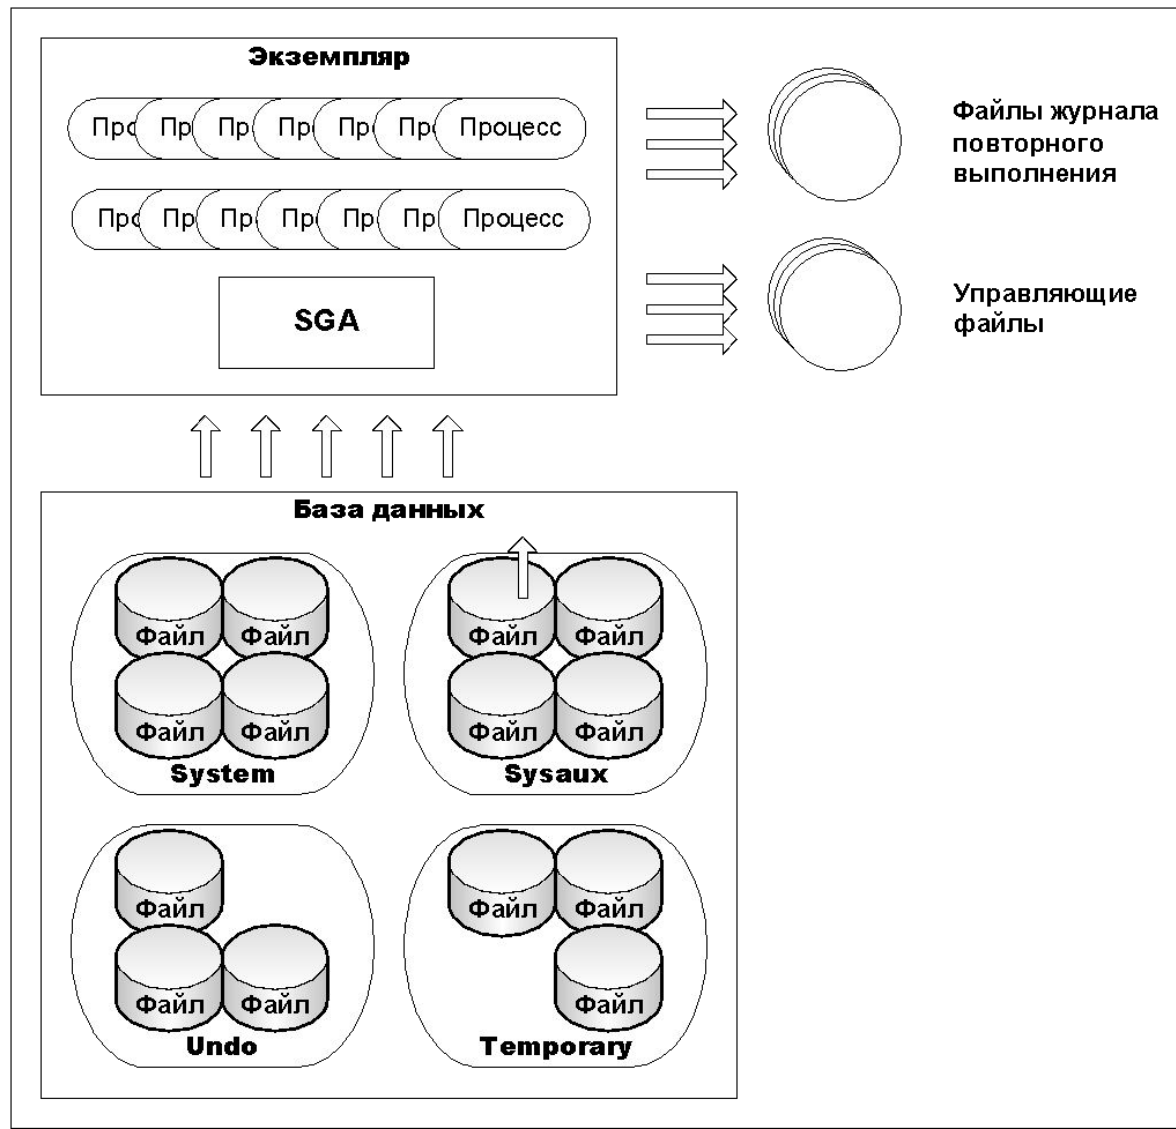 Экземпляр
Про Пр Пр Пр Пр Пр Процесс
Файлы журнала
повторного
выполнения
Про Пр Пр Пр Пр Пр Процесс
SGA
Управляющие
файлы
База данных
Файл Файл
Файл Файл
System
Файл Файл
Файл Файл
Sysaux
Файл
Файл Файл
Undo
Файл Файл
Файл
Temporary